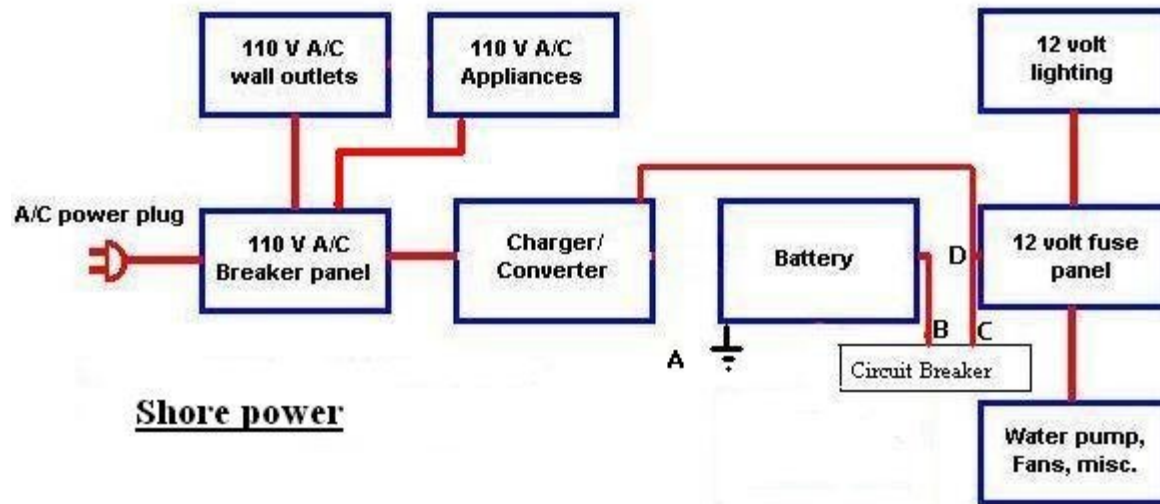 110 V A/C
wall outlets
110 V A/C
Appliances
12 volt
lighting
A/C power plug
110 V A/C
Breaker panel
Charger/
Converter
Battery
D
12 volt fuse
panel
B
C
A
Circuit Breaker
Shore power
Water pump,
Fans, misc.